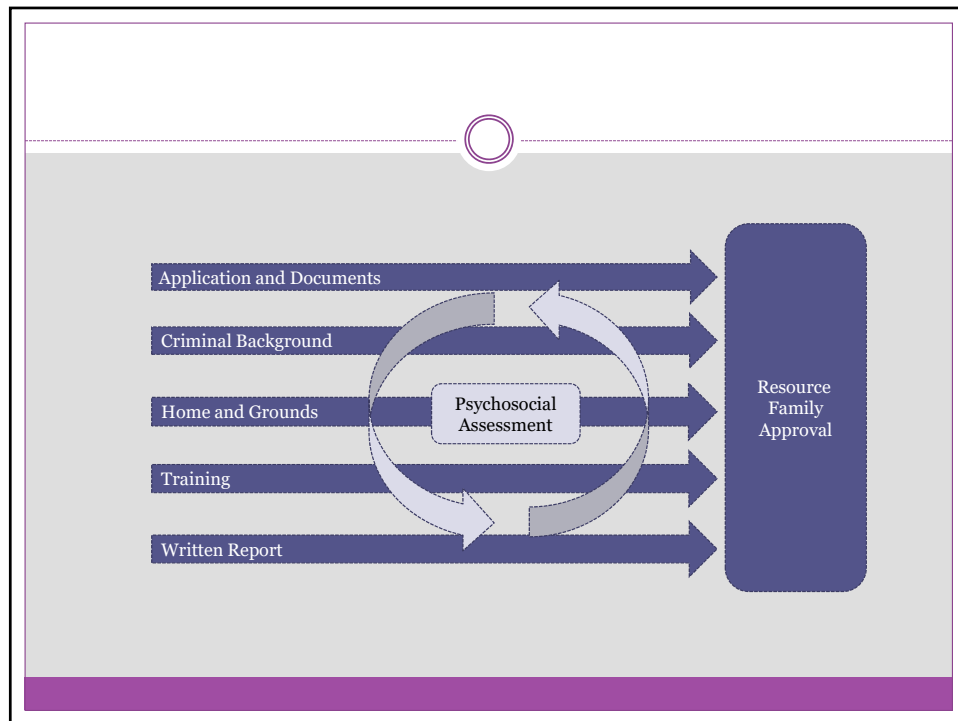 Application and Documents
Criminal Background
Home and Grounds
Psychosocial
Assessment
Training
Written Report
Resource
Family
Approval